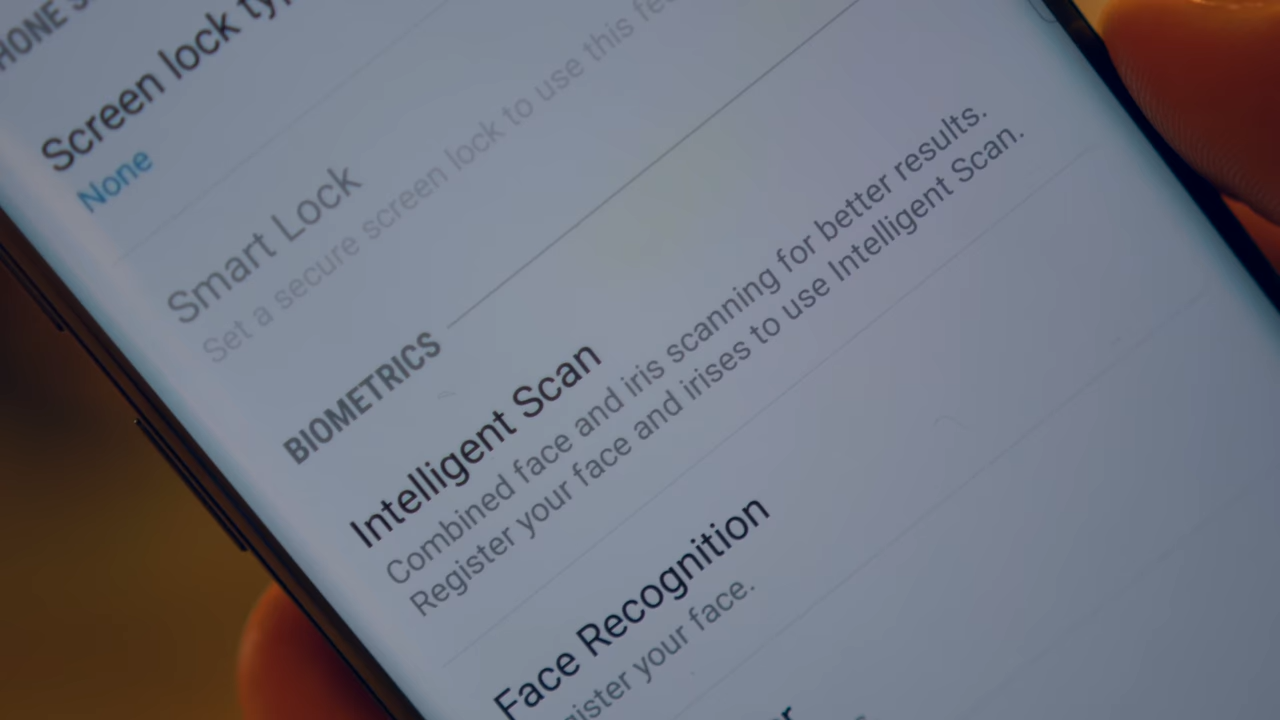 Screen lock
None
Smart Lock
Set a secure screen lock to use this
BIOMETRICS
Intelligent Scan
Combined face and iris scanning for better results.
Register your face and irises to use Intelligent Scan.
Face Recognition
your face.